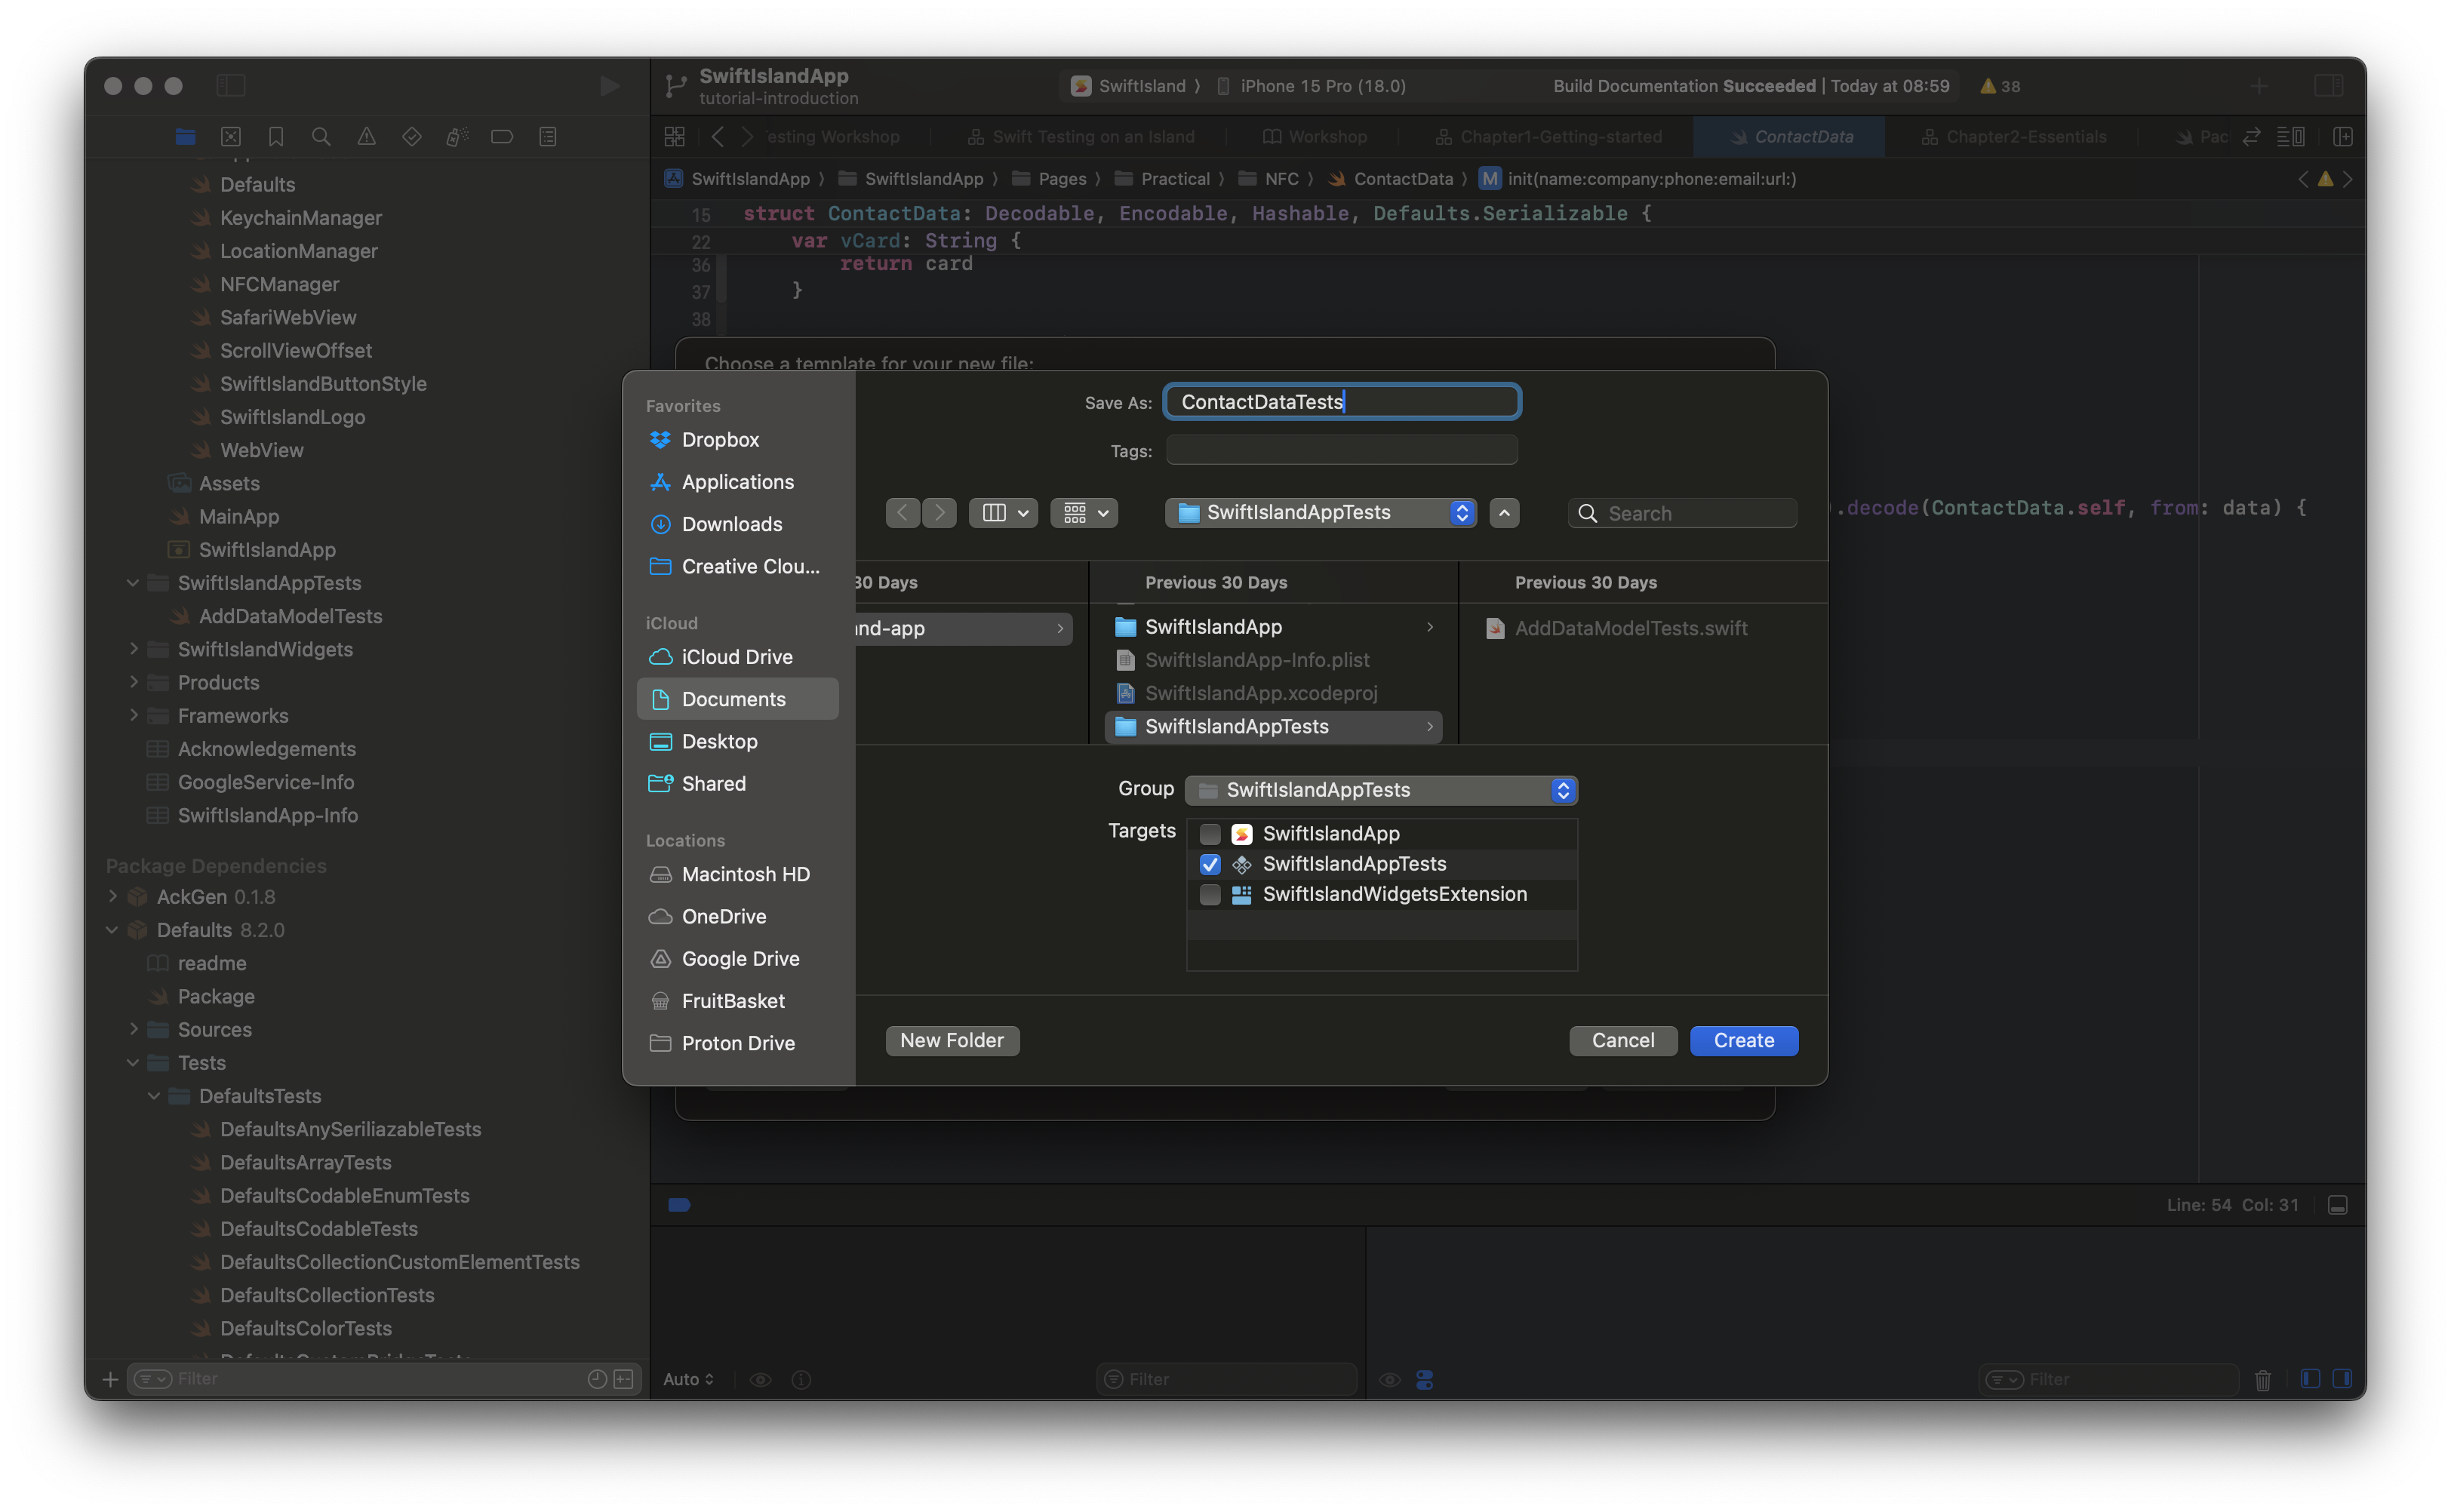 SwiftIslandApp
tutorial-introduction
SwiftIsland
iPhone 15 Pro (18.0)
Build Documentation Succeeded | Today at 08:59
38
esting Workshop
Swift Testing on an Island
Workshop
Chapter1-Getting-started
ContactData
Chapter2-Essentials
Pac
SwiftIslandApp
SwiftIslandApp
Pages
Practical
NFC
ContactData
M
init(name:company:phone:email:url:)
15 struct ContactData: Decodable, Encodable, Hashable, Defaults.Serializable {
22 var vCard: String {
36 return card
37 }
38
.decode(ContactData.self, from: data) {
Defaults
KeychainManager
LocationManager
NFCManager
SafariWebView
ScrollViewOffset
SwiftIslandButtonStyle
SwiftIslandLogo
WebView
Assets
MainApp
SwiftIslandApp
SwiftIslandAppTests
AddDataModelTests
SwiftIslandWidgets
Products
Frameworks
Acknowledgements
GoogleService-Info
SwiftIslandApp-Info
Package Dependencies
AckGen 0.1.8
Defaults 8.2.0
readme
Package
Sources
Tests
DefaultsTests
DefaultsAnySeriliazableTests
DefaultsArrayTests
DefaultsCodableEnumTests
DefaultsCodableTests
DefaultsCollectionCustomElementTests
DefaultsCollectionTests
DefaultsColorTests
Filter
Choose a template for your new file:
Favorites
Dropbox
Applications
Downloads
Creative Clou...
iCloud
iCloud Drive
Documents
Desktop
Shared
Locations
Macintosh HD
OneDrive
Google Drive
FruitBasket
Proton Drive
Save As: ContactDataTests
Tags:
SwiftIslandAppTests
Search
30 Days
Previous 30 Days
Previous 30 Days
and-app
SwiftIslandApp
SwiftIslandApp-Info.plist
SwiftIslandApp.xcodeproj
SwiftIslandAppTests
AddDataModelTests.swift
Group SwiftIslandAppTests
Targets
SwiftIslandApp
SwiftIslandAppTests
SwiftIslandWidgetsExtension
New Folder
Cancel
Create
Line: 54 Col: 31
Auto
Filter
Filter